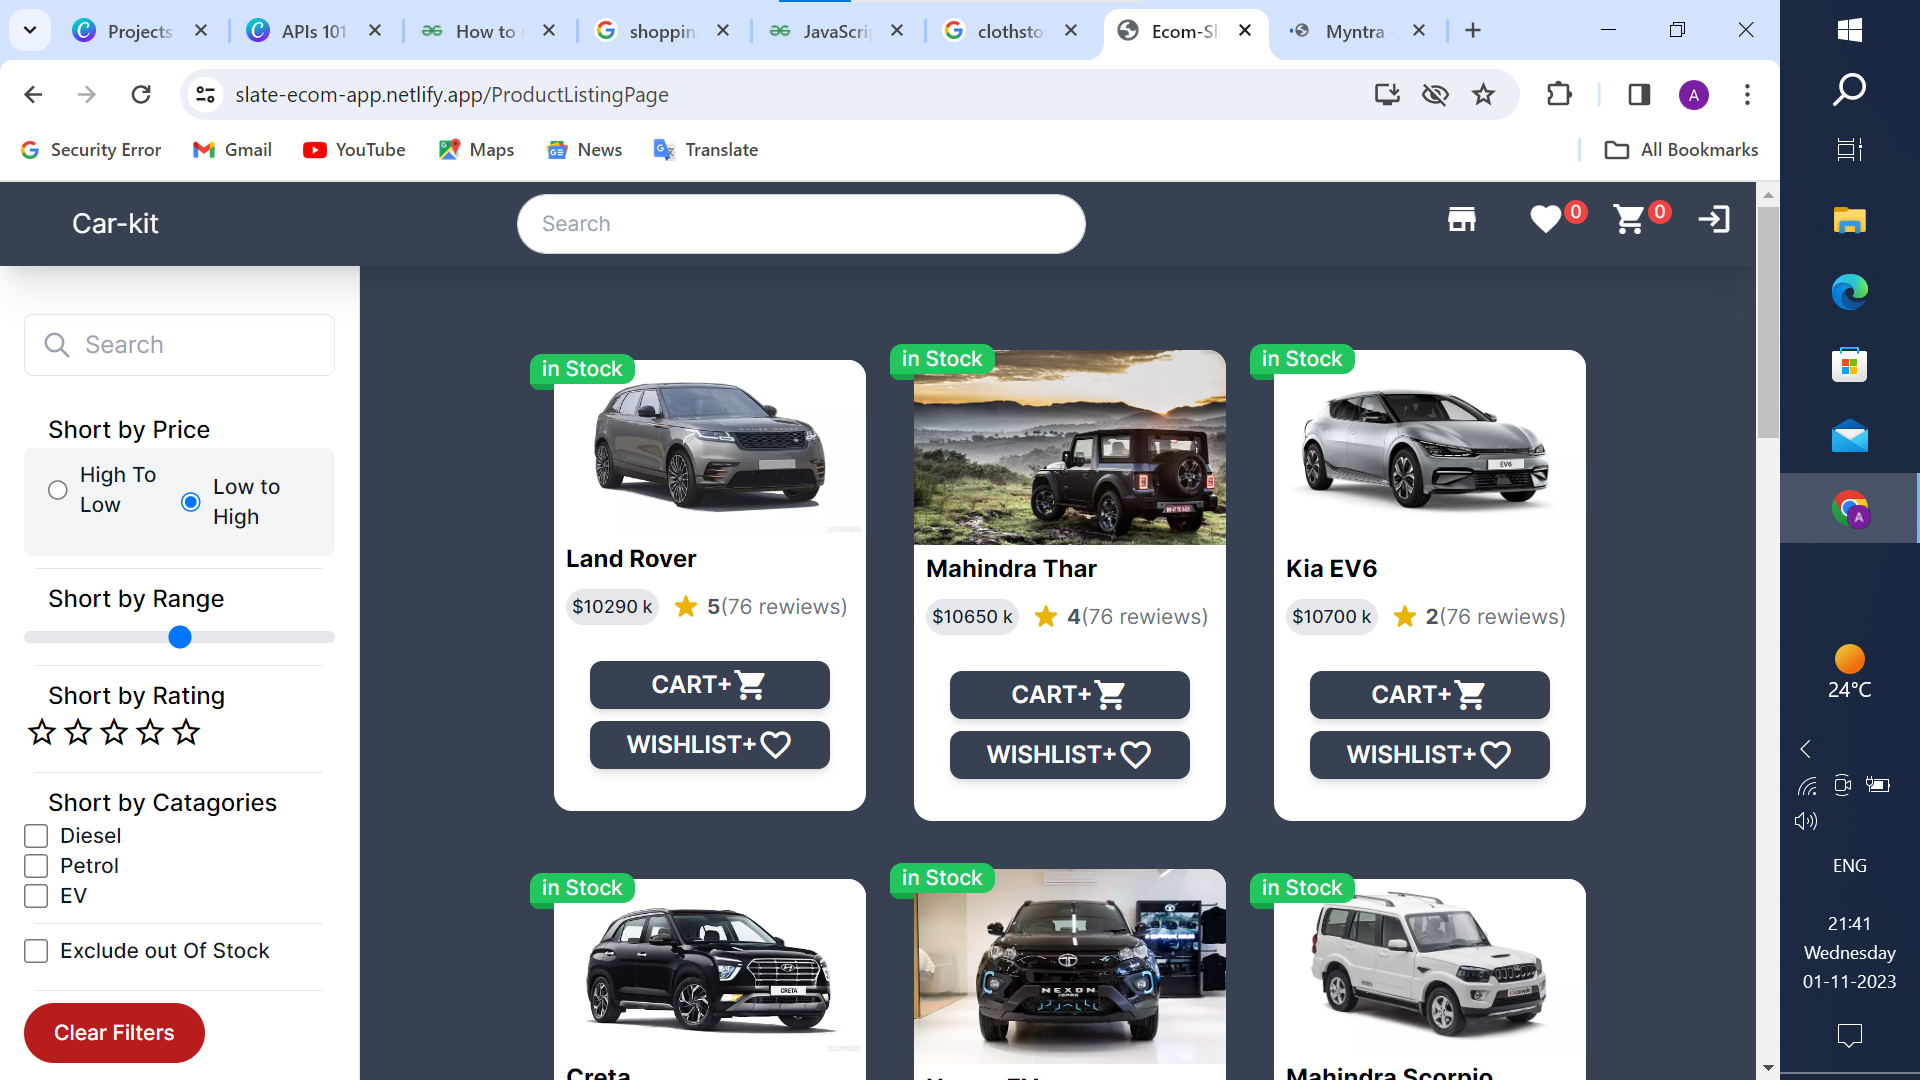 Projects
APIs 101
How to
shoppin
JavaScri
clothsto
Ecom-Sl
Myntra
slate-ecom-app.netlify.app/ProductListingPage
A
Security Error
Gmail
YouTube
Maps
News
Translate
All Bookmarks
Car-kit
Search
0
0
Search
Short by Price
High To
Low
Low to
High
Short by Range
Short by Rating
Short by Catagories
Diesel
Petrol
EV
Exclude out Of Stock
Clear Filters
in Stock
Land Rover
$10290 k
5(76 rewiews)
CART+
WISHLIST+
in Stock
Mahindra Thar
$10650 k
4(76 rewiews)
CART+
WISHLIST+
in Stock
EV6
Kia EV6
$10700 k
2(76 rewiews)
CART+
WISHLIST+
in Stock
CRETA
Creta
in Stock
NEXON
in Stock
Mahindra Scorpio
A
24°C
ENG
21:41
Wednesday
01-11-2023